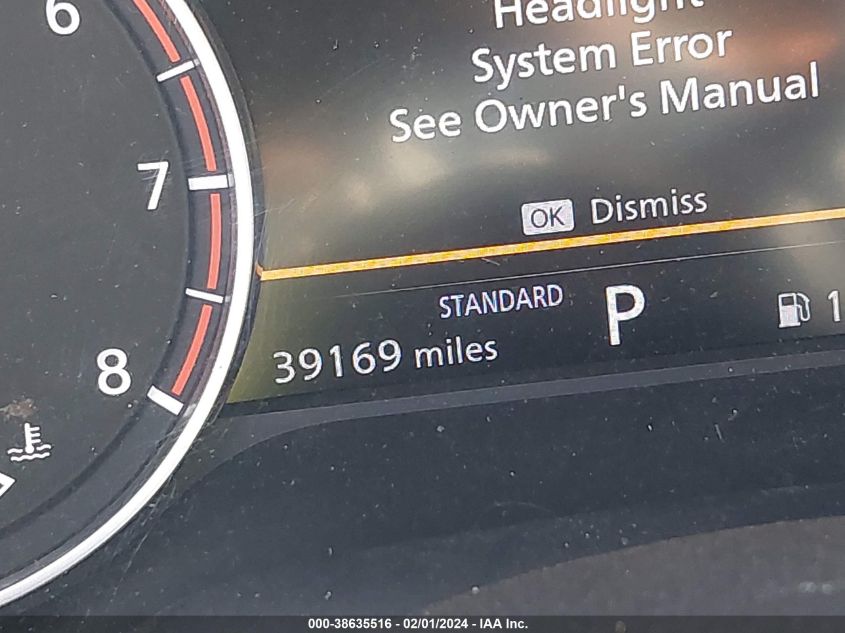 6
7
8
Headlight
System Error
See Owner's Manual
OK Dismiss
STANDARD P
39169 miles
000-38635516 - 02/01/2024 - IAA Inc.